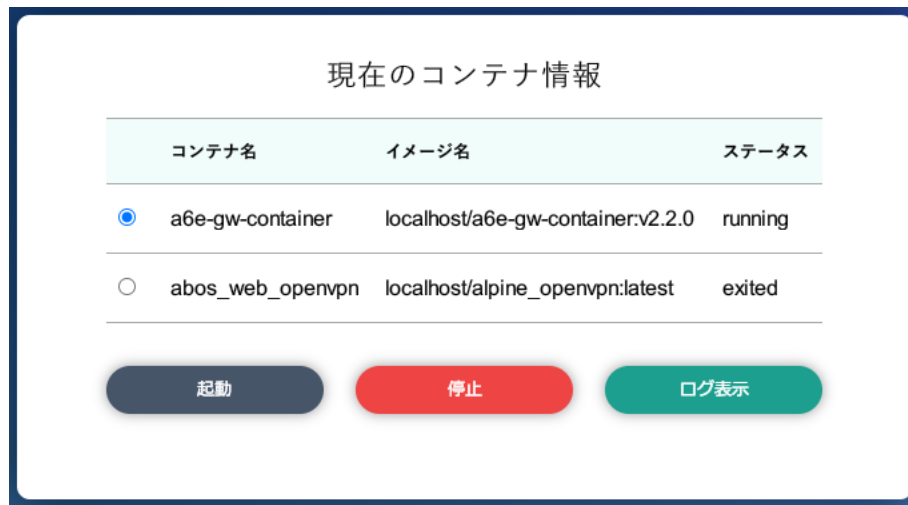 現在のコンテナ情報
コンテナ名 イメージ名 ステータス
a6e-gw-container localhost/a6e-gw-container:v2.2.0 running
abos_web_openvpn localhost/alpine_openvpn:latest exited
起動 停止 ログ表示